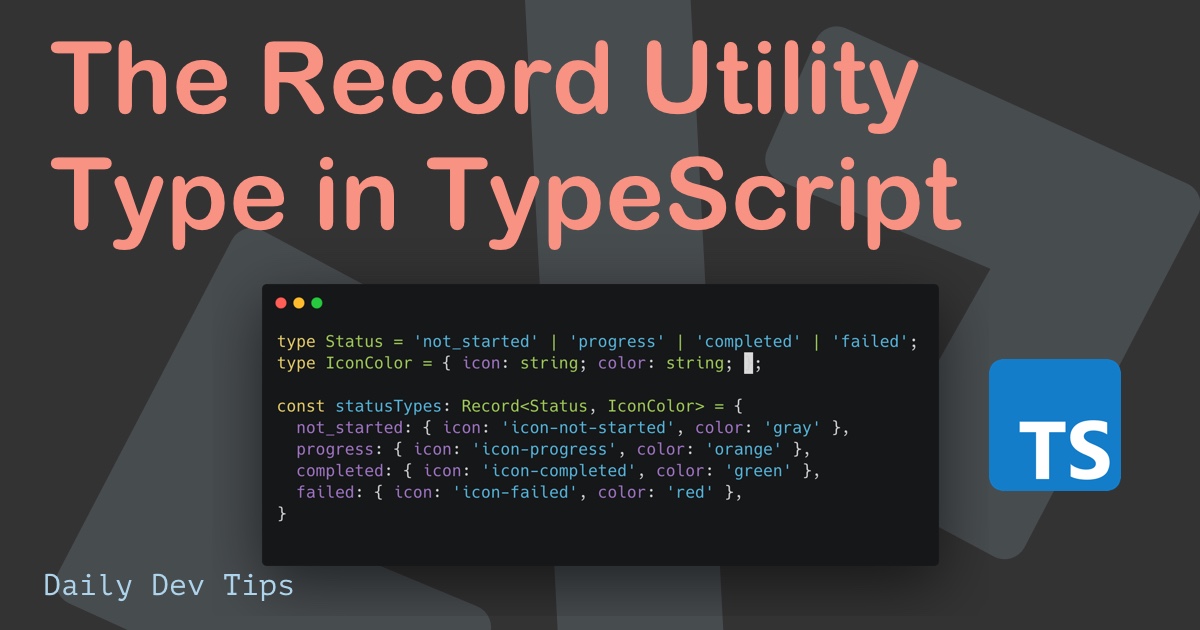 The Record Utility
Type in TypeScript
type Status = 'not_started' | 'progress' | 'completed' | 'failed';
type IconColor = { icon: string; color: string; ;
const statusTypes: Record<Status, IconColor> = {
  not_started: { icon: 'icon-not-started', color: 'gray' },
  progress: { icon: 'icon-progress', color: 'orange' },
  completed: { icon: 'icon-completed', color: 'green' },
  failed: { icon: 'icon-failed', color: 'red' },
}
TS
Daily Dev Tips